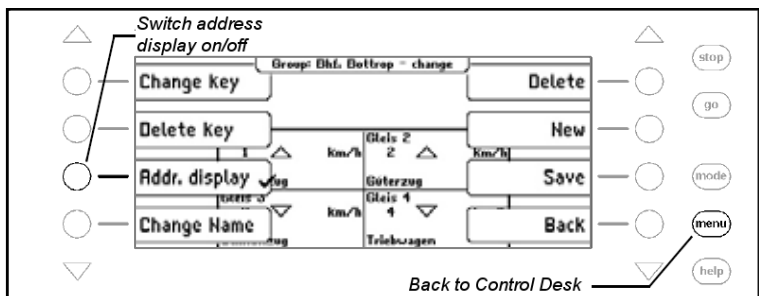 Switch address
display on/off
Group: Bhf. Bottrop - change
stop
Change key
Delete
go
Delete key
New
Gleis 2
1
km/h
2
km/h
Addr. display
Save
mode
Güterzug
Gleis 4
km/h
4
Change Name
Back
menu
Triebwagen
Back to Control Desk
help